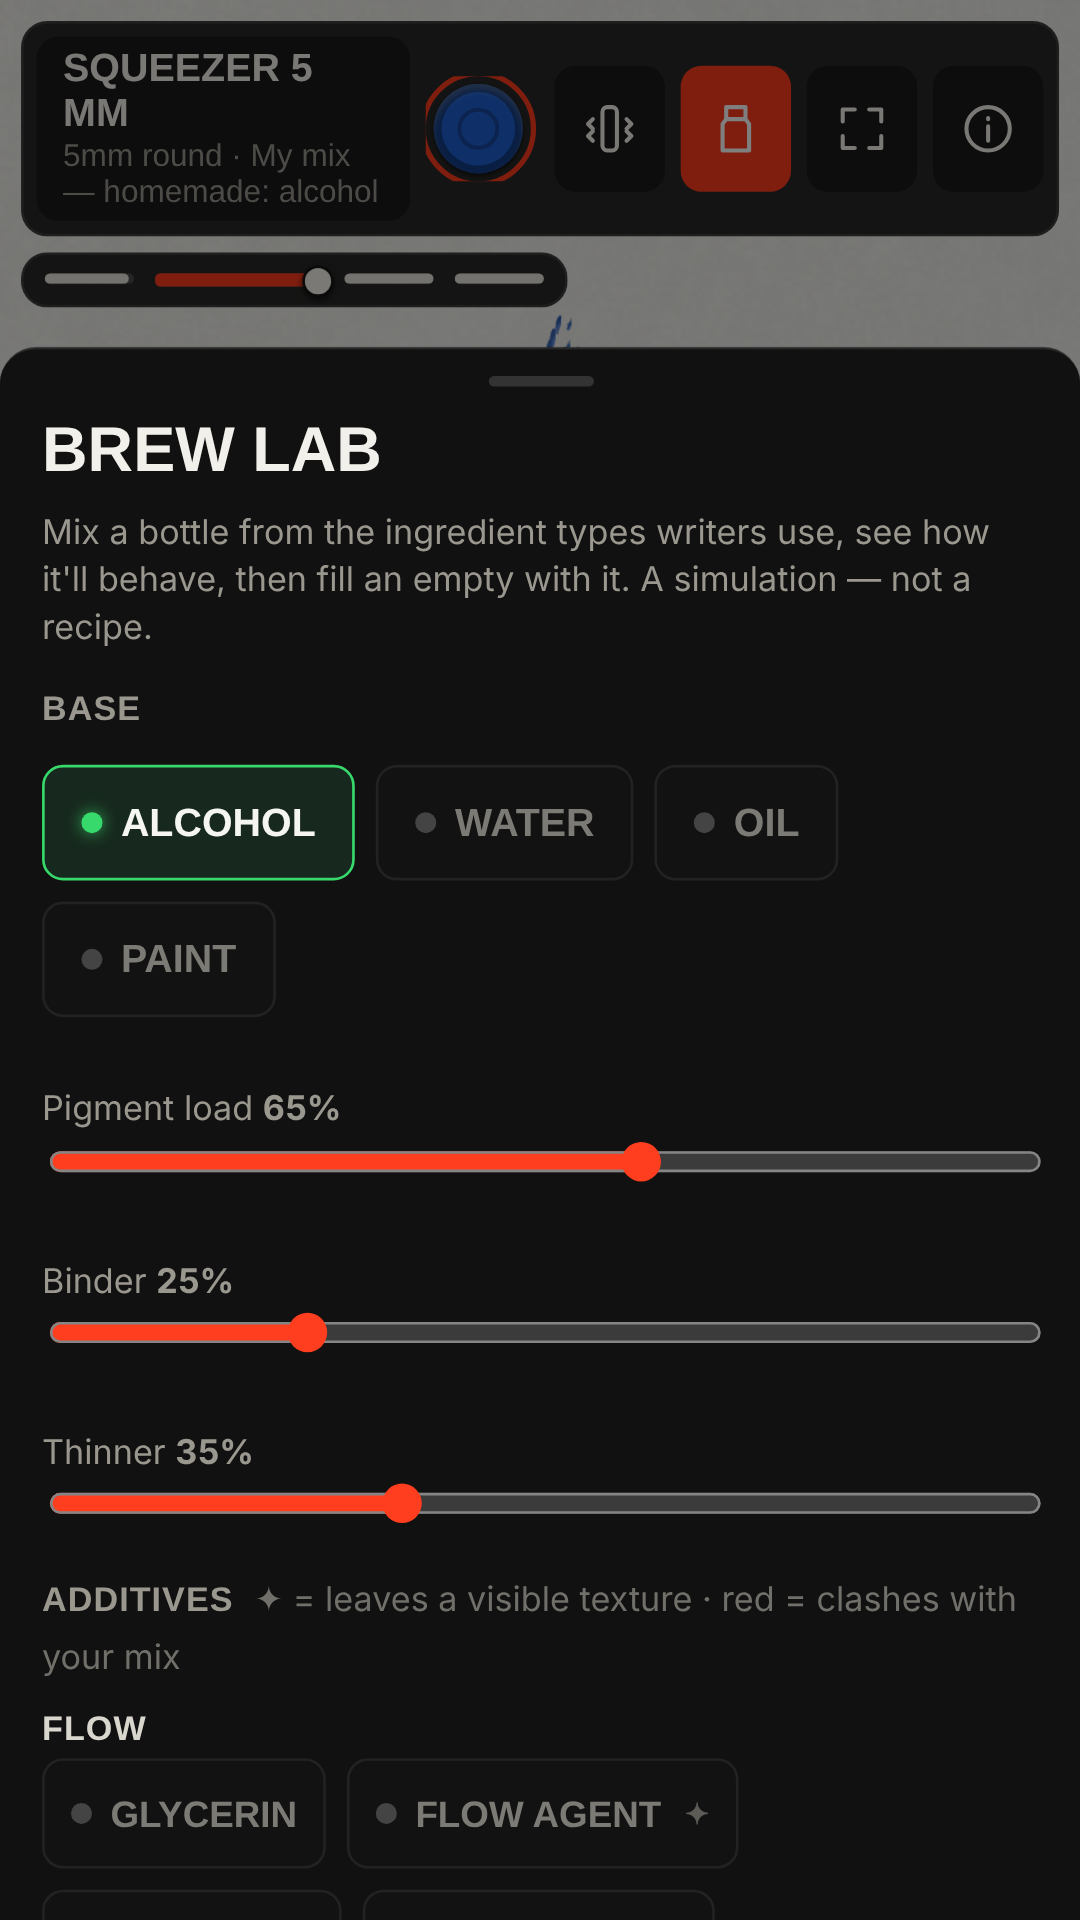 SQUEEZER 5
MM
5mm round · My mix
— homemade: alcohol
BREW LAB
Mix a bottle from the ingredient types writers use, see how
it'll behave, then fill an empty with it. A simulation — not a
recipe.
BASE
ALCOHOL
WATER
OIL
PAINT
Pigment load 65%
Binder 25%
Thinner 35%
ADDITIVES ✦ = leaves a visible texture · red = clashes with
your mix
FLOW
GLYCERIN
FLOW AGENT ✦